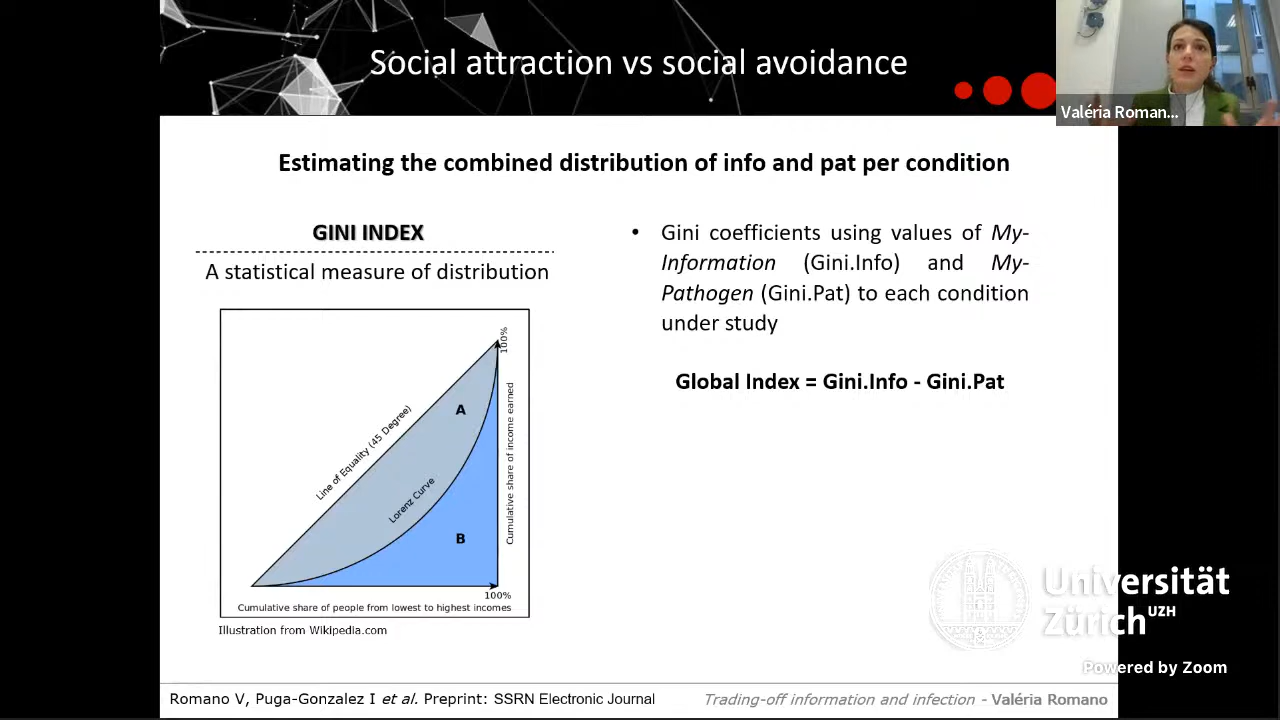 Social attraction vs social avoidance
Valéria Roman...
Estimating the combined distribution of info and pat per condition
GINI INDEX
A statistical measure of distribution
100%
Line of Equality (45 Degree)
A
Cumulative share of income earned
Lorenz Curve
B
100%
Cumulative share of people from lowest to highest incomes
Illustration from Wikipedia.com
• Gini coefficients using values of My-
Information (Gini.Info) and My-
Pathogen (Gini.Pat) to each condition
under study
Global Index = Gini.Info - Gini.Pat
Universität
Zürich UZH
Powered by Zoom
Romano V, Puga-Gonzalez I et al. Preprint: SSRN Electronic Journal
Trading-off information and infection - Valéria Romano